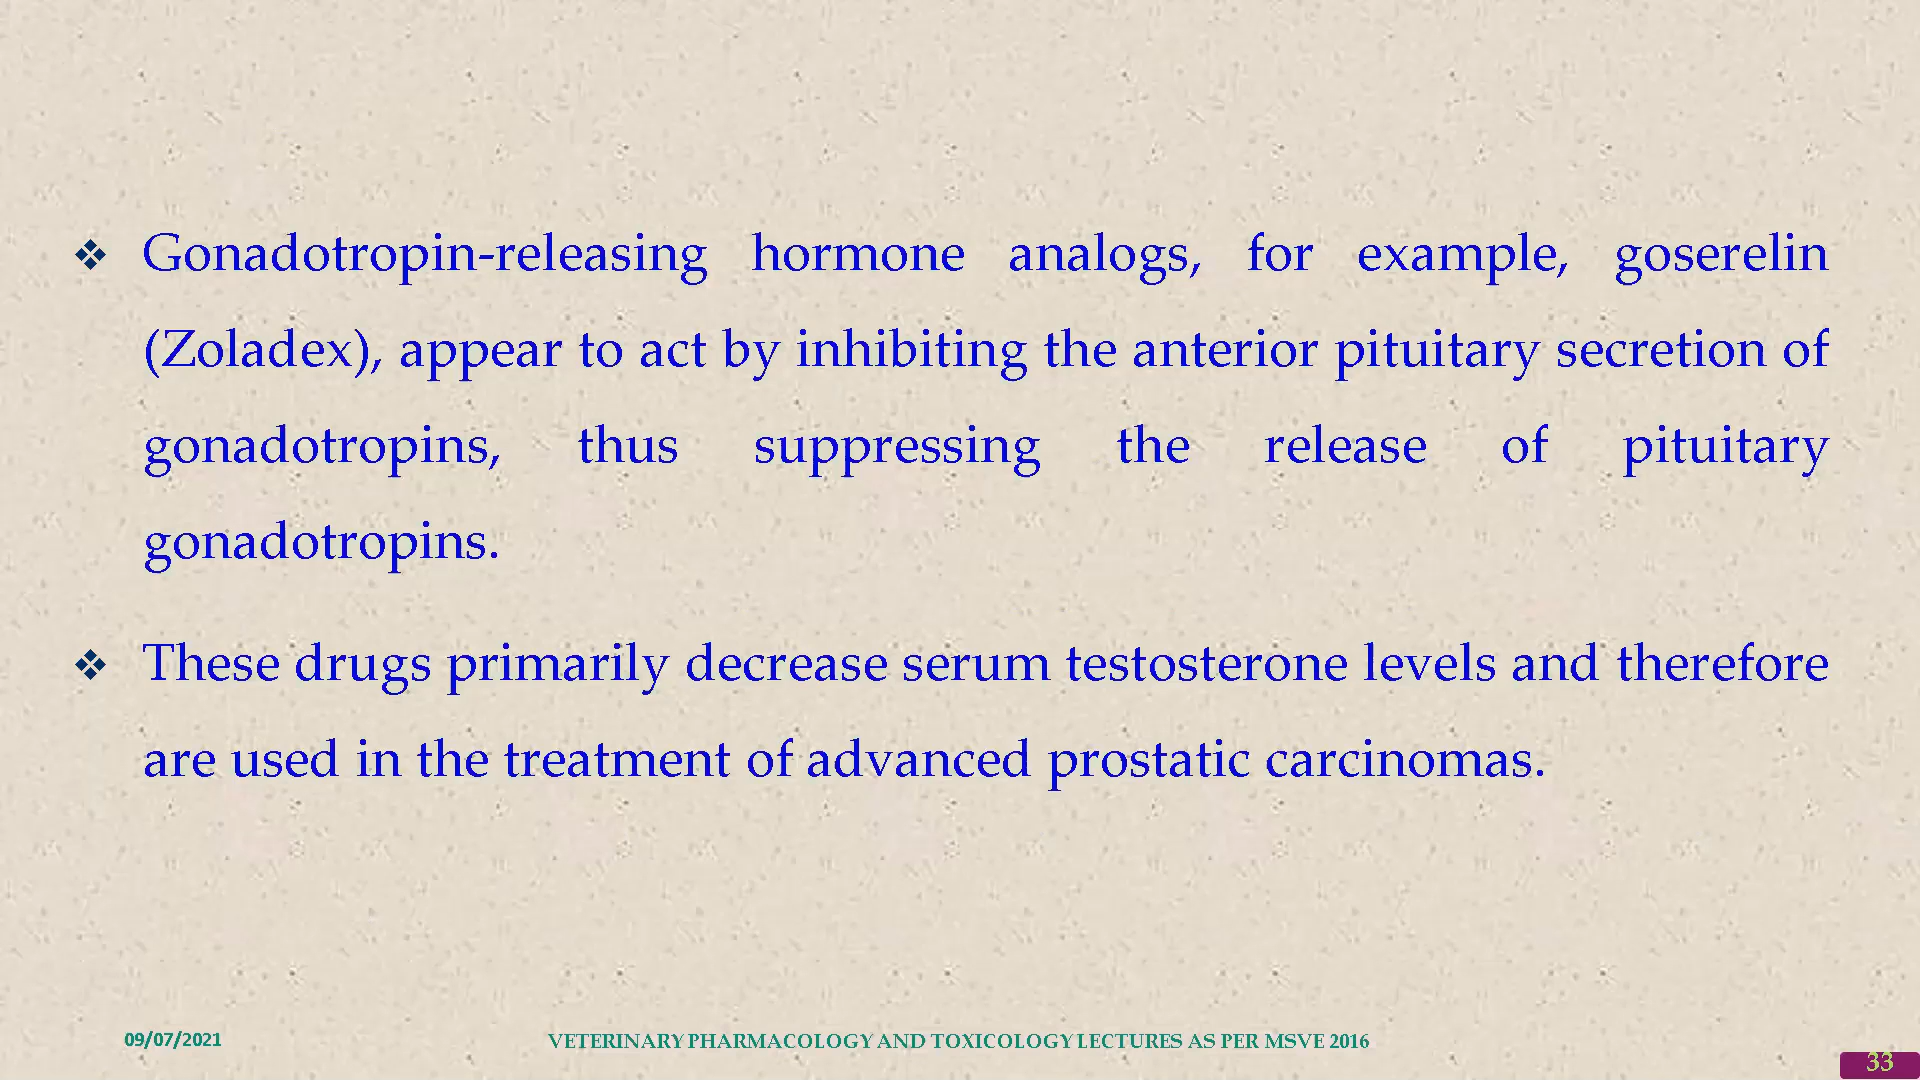 ❖ Gonadotropin-releasing hormone analogs, for example, goserelin
(Zoladex), appear to act by inhibiting the anterior pituitary secretion of
gonadotropins, thus suppressing the release of pituitary
gonadotropins.
❖ These drugs primarily decrease serum testosterone levels and therefore
are used in the treatment of advanced prostatic carcinomas.
09/07/2021
VETERINARY PHARMACOLOGY AND TOXICOLOGY LECTURES AS PER MSVE 2016
33